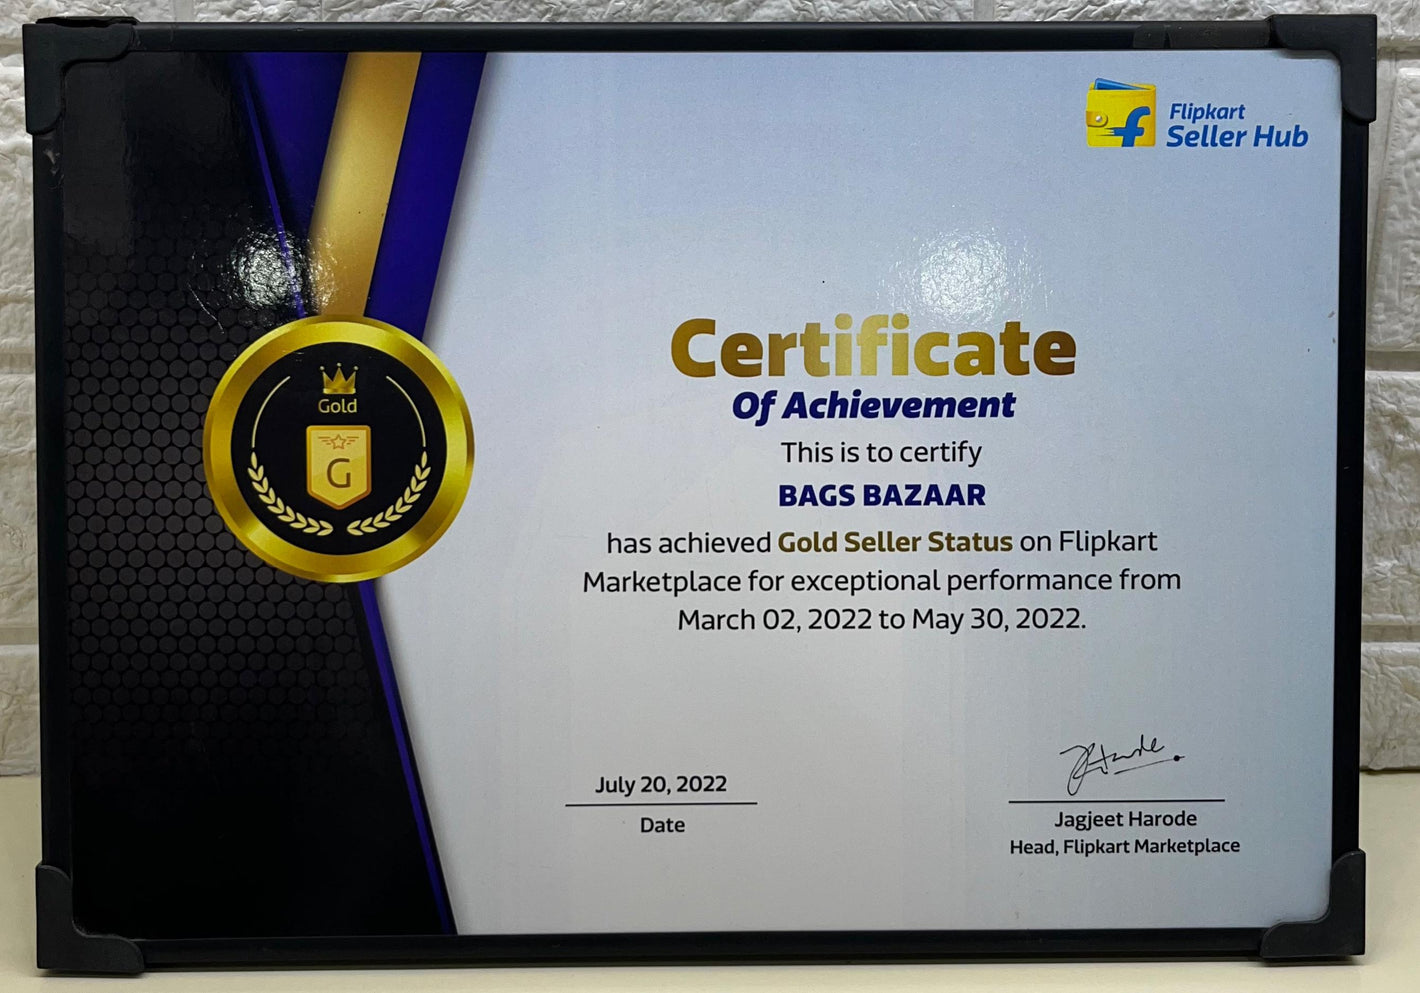 Flipkart
Seller Hub
Gold
G
Certificate
Of Achievement
This is to certify
BAGS BAZAAR
has achieved Gold Seller Status on Flipkart
Marketplace for exceptional performance from
March 02, 2022 to May 30, 2022.
July 20, 2022
Date
Jagjeet Harode
Head, Flipkart Marketplace